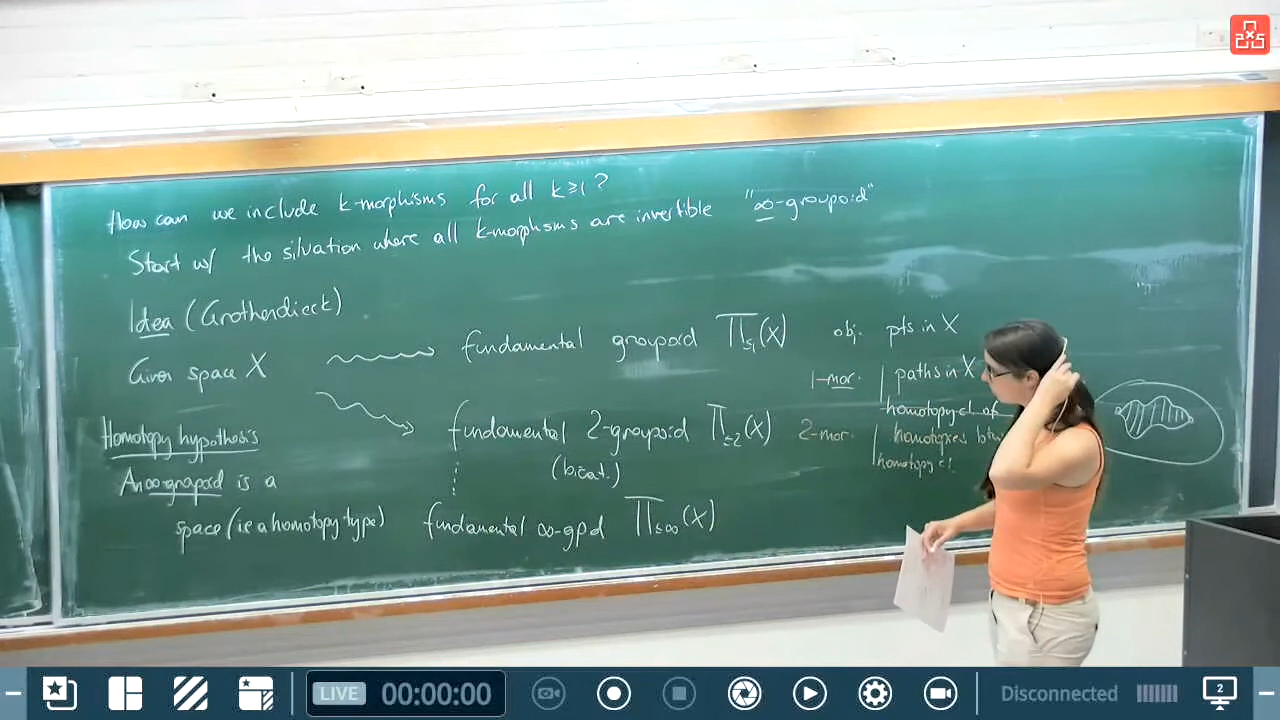 How can we include k-morphisms for all k≥1?
Start w/ the situation where all k-morphisms are invertible "∞-groupoid"
Idea (Grothendieck)
Given space X
fundamental groupoid Π≤1(X)
obj. pts in X
1-mor. paths in X
homotopy cl of
fundamental 2-groupoid Π≤2(X)
2-mor. homotopies btw
(bicat.)
homotopy cl
Homotopy hypothesis
An ∞-groupoid is a
space (ie a homotopy type)
fundamental ∞-gpd Π≤∞(X)
LIVE 00:00:00
Disconnected
2